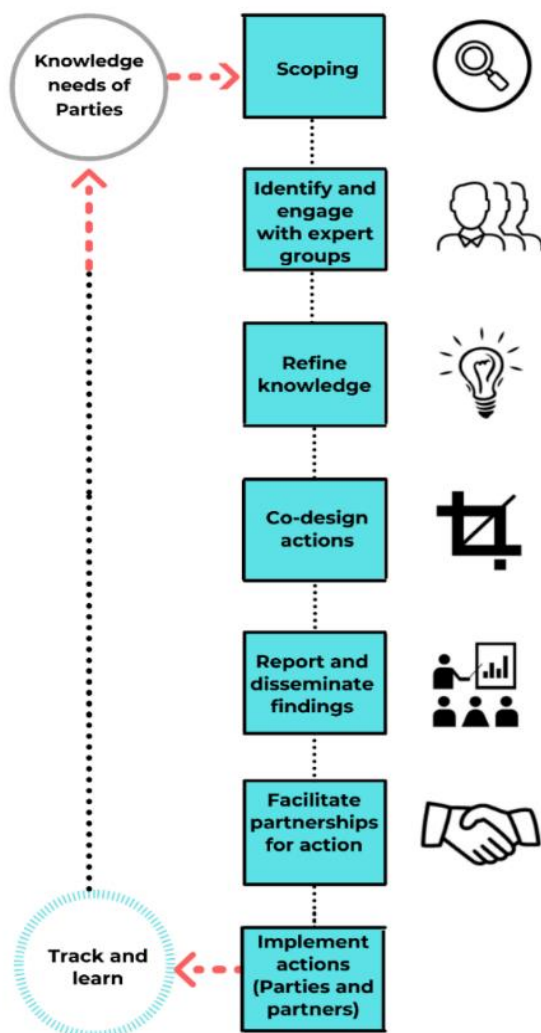 Knowledge
needs of
Parties
Scoping
Identify and
engage
with expert
groups
Refine
knowledge
Co-design
actions
Report and
disseminate
findings
Facilitate
partnerships
for action
Implement
actions
(Parties and
partners)
Track and
learn